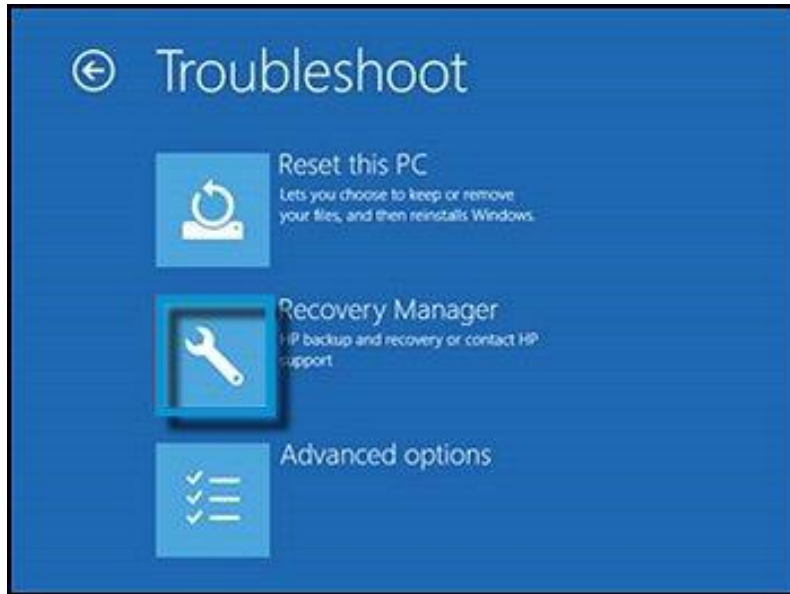 Troubleshoot
Reset this PC
Lets you choose to keep or remove
your files, and then reinstalls Windows.
Recovery Manager
HP backup and recovery or contact HP
support
Advanced options